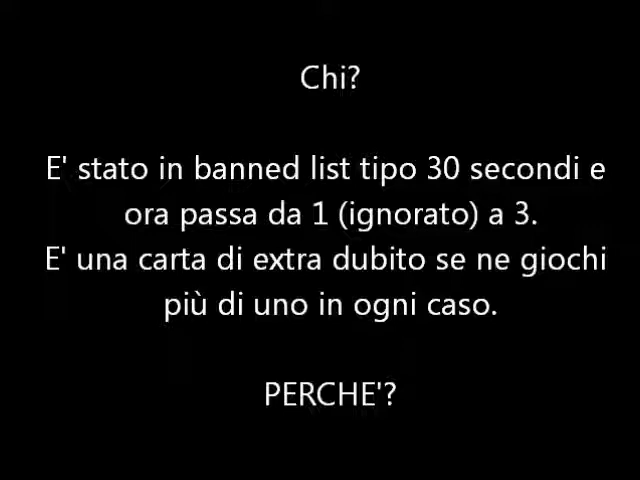 Chi?
E' stato in banned list tipo 30 secondi e
ora passa da 1 (ignorato) a 3.
E' una carta di extra dubito se ne giochi
più di uno in ogni caso.
PERCHE'?